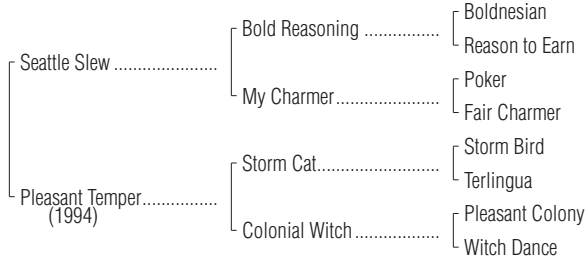 Boldnesian
Bold Reasoning ................
Reason to Earn
Seattle Slew ......................
Poker
My Charmer......................
Fair Charmer
Storm Bird
Storm Cat..........................
Terlingua
Pleasant Temper................
(1994)
Pleasant Colony
Colonial Witch ..................
Witch Dance